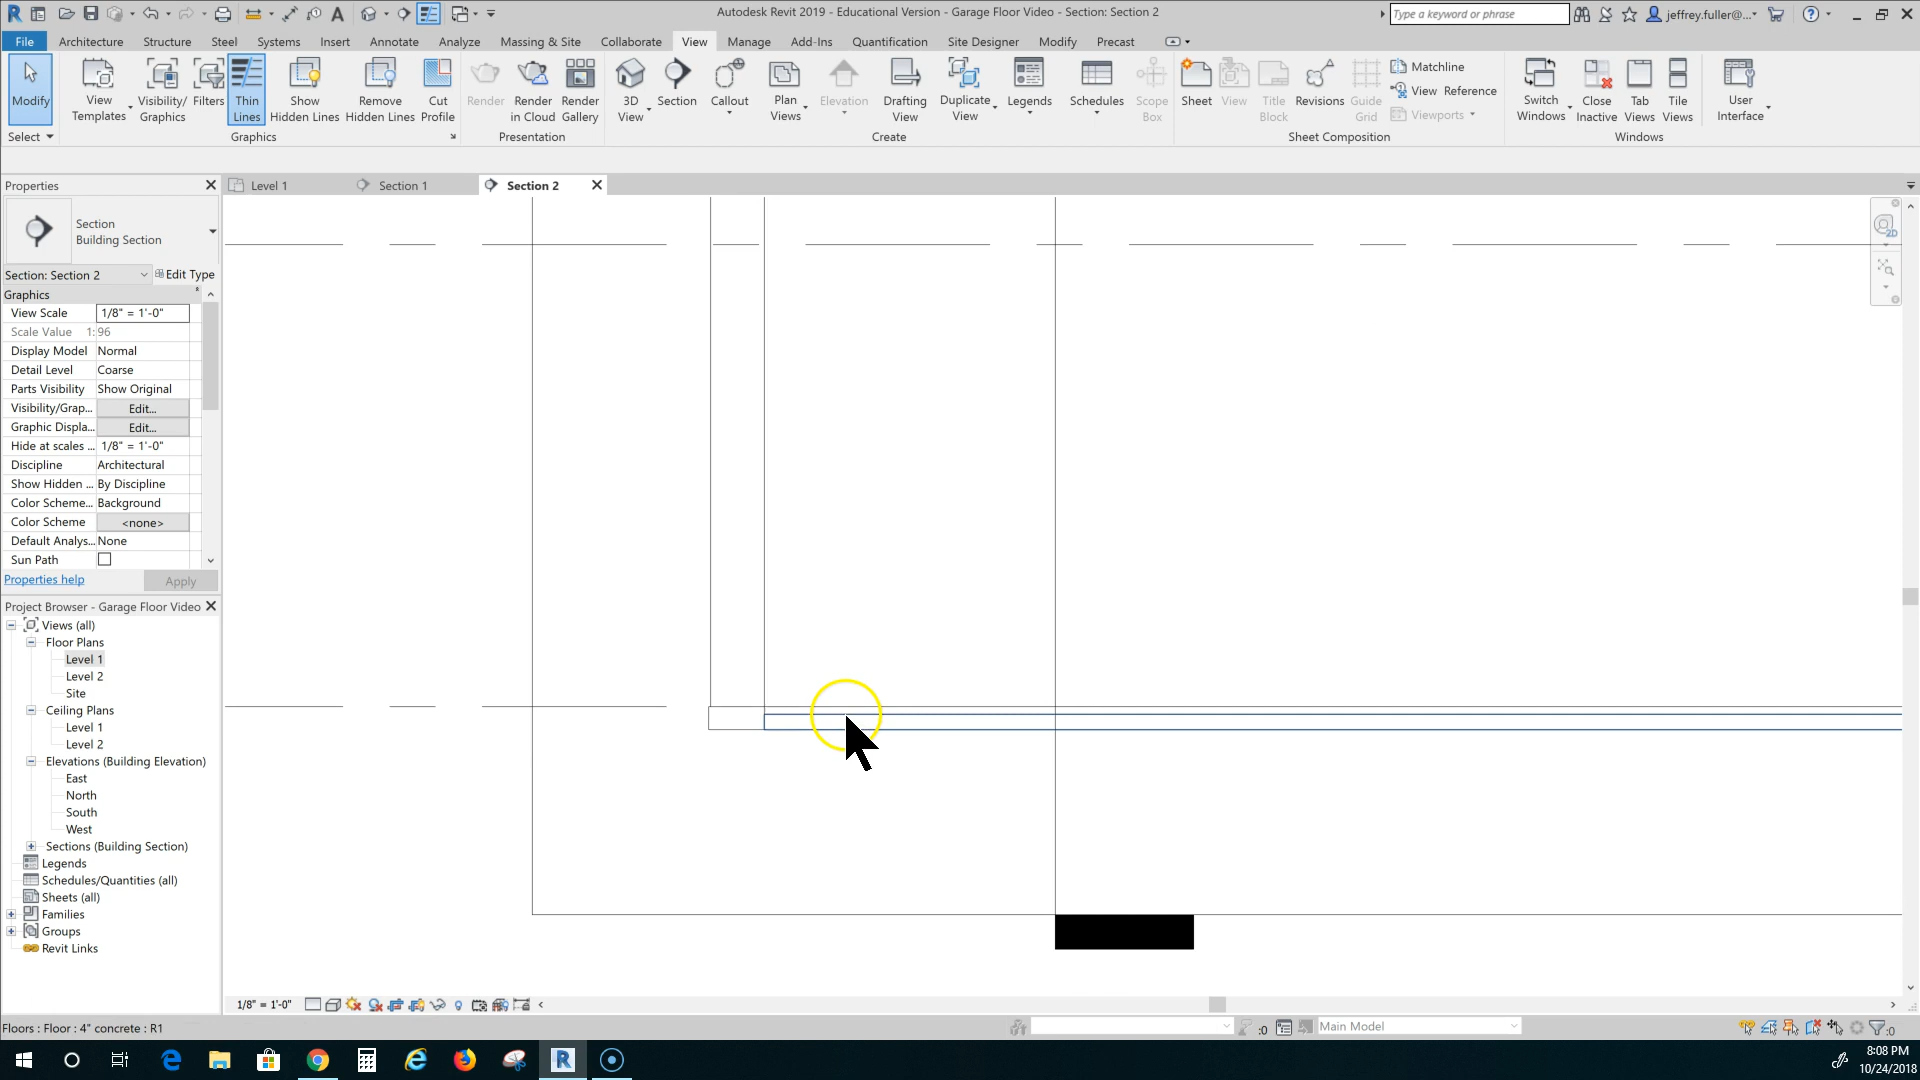 Autodesk Revit 2019 - Educational Version - Garage Floor Video - Section: Section 2
Type a keyword or phrase
jeffrey.fuller@...
File Architecture Structure Steel Systems Insert Annotate Analyze Massing & Site Collaborate View Manage Add-Ins Quantification Site Designer Modify Precast
Modify
View Templates
Visibility/ Graphics
Filters
Thin Lines
Show Hidden Lines
Remove Hidden Lines
Cut Profile
Render
Render in Cloud
Render Gallery
3D View
Section
Callout
Plan Views
Elevation
Drafting View
Duplicate View
Legends
Schedules
Scope Box
Sheet
View
Title Block
Revisions
Guide Grid
Matchline
View Reference
Viewports
Switch Windows
Close Inactive
Tab Views
Tile Views
User Interface
Select Graphics Presentation Create Sheet Composition Windows
Properties
Level 1
Section 1
Section 2
Section
Building Section
Section: Section 2
Edit Type
Graphics
View Scale 1/8" = 1'-0"
Scale Value 1: 96
Display Model Normal
Detail Level Coarse
Parts Visibility Show Original
Visibility/Grap... Edit...
Graphic Displa... Edit...
Hide at scales ... 1/8" = 1'-0"
Discipline Architectural
Show Hidden ... By Discipline
Color Scheme... Background
Color Scheme <none>
Default Analys... None
Sun Path
Properties help Apply
Project Browser - Garage Floor Video
Views (all)
Floor Plans
Level 1
Level 2
Site
Ceiling Plans
Level 1
Level 2
Elevations (Building Elevation)
East
North
South
West
Sections (Building Section)
Legends
Schedules/Quantities (all)
Sheets (all)
Families
Groups
Revit Links
2D
1/8" = 1'-0"
Floors : Floor : 4" concrete : R1
:0
Main Model
:0
8:08 PM
10/24/2018